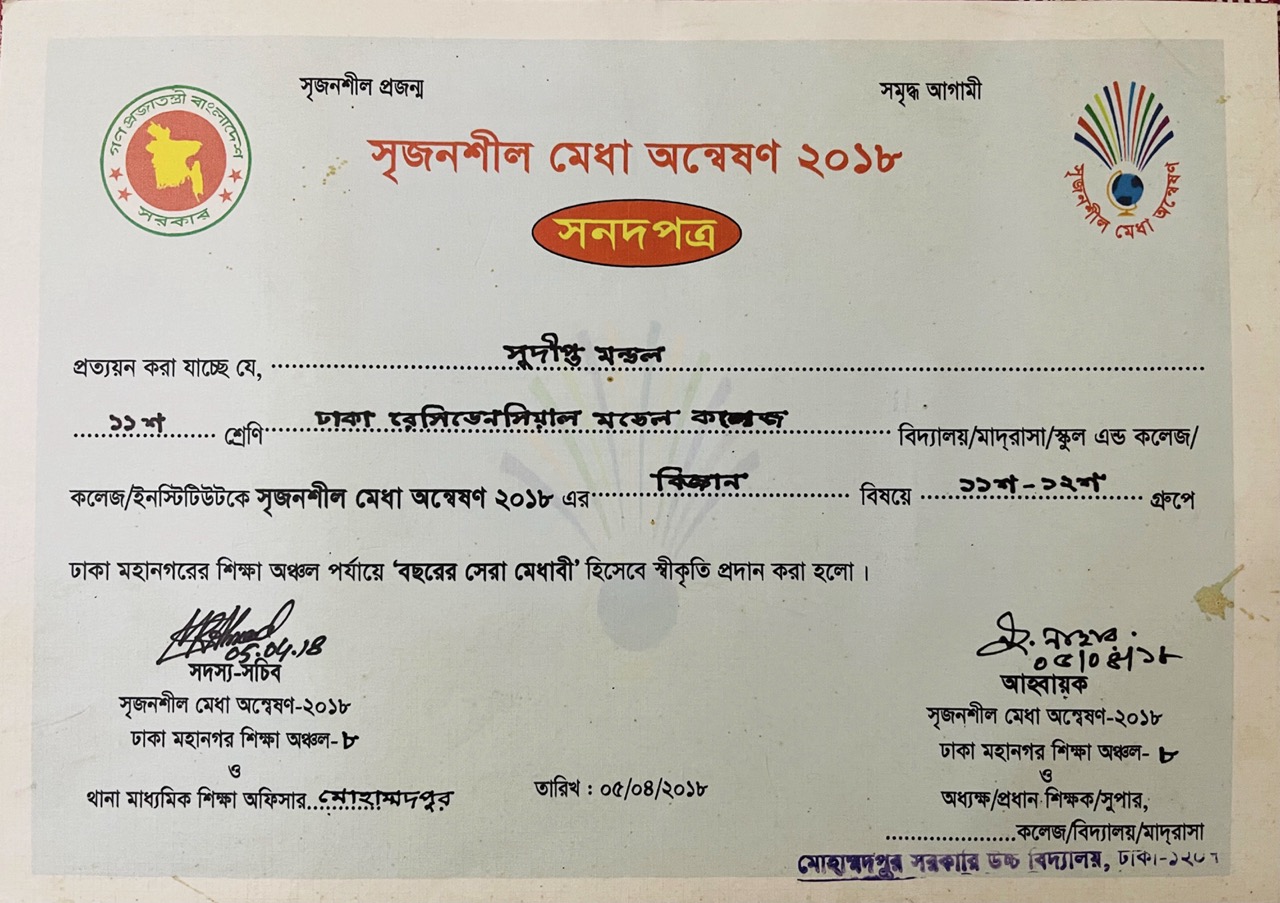 সৃজনশীল প্রজন্ম
সমৃদ্ধ আগামী
গণপ্রজাতন্ত্রী বাংলাদেশ
সরকার
সৃজনশীল মেধা অন্বেষণ
সৃজনশীল মেধা অন্বেষণ ২০১৮
সনদপত্র
প্রত্যয়ন করা যাচ্ছে যে, সুদীপ্ত মন্ডল
১১শ শ্রেণি ঢাকা রেসিডেনসিয়াল মডেল কলেজ বিদ্যালয়/মাদ্‌রাসা/স্কুল এন্ড কলেজ/
কলেজ/ইনস্টিটিউটকে সৃজনশীল মেধা অন্বেষণ ২০১৮ এর বিজ্ঞান বিষয়ে ১১শ-১২শ গ্রুপে
ঢাকা মহানগরের শিক্ষা অঞ্চল পর্যায়ে ‘বছরের সেরা মেধাবী’ হিসেবে স্বীকৃতি প্রদান করা হলো।
05.04.18
সদস্য-সচিব
সৃজনশীল মেধা অন্বেষণ-২০১৮
ঢাকা মহানগর শিক্ষা অঞ্চল-৮
ও
থানা মাধ্যমিক শিক্ষা অফিসার মোহাম্মদপুর
তারিখ : ০৫/০৪/২০১৮
০৫/০৪/১৮
আহ্বায়ক
সৃজনশীল মেধা অন্বেষণ-২০১৮
ঢাকা মহানগর শিক্ষা অঞ্চল- ৮
ও
অধ্যক্ষ/প্রধান শিক্ষক/সুপার,
কলেজ/বিদ্যালয়/মাদ্‌রাসা
মোহাম্মদপুর সরকারি উচ্চ বিদ্যালয়, ঢাকা-১২০৭